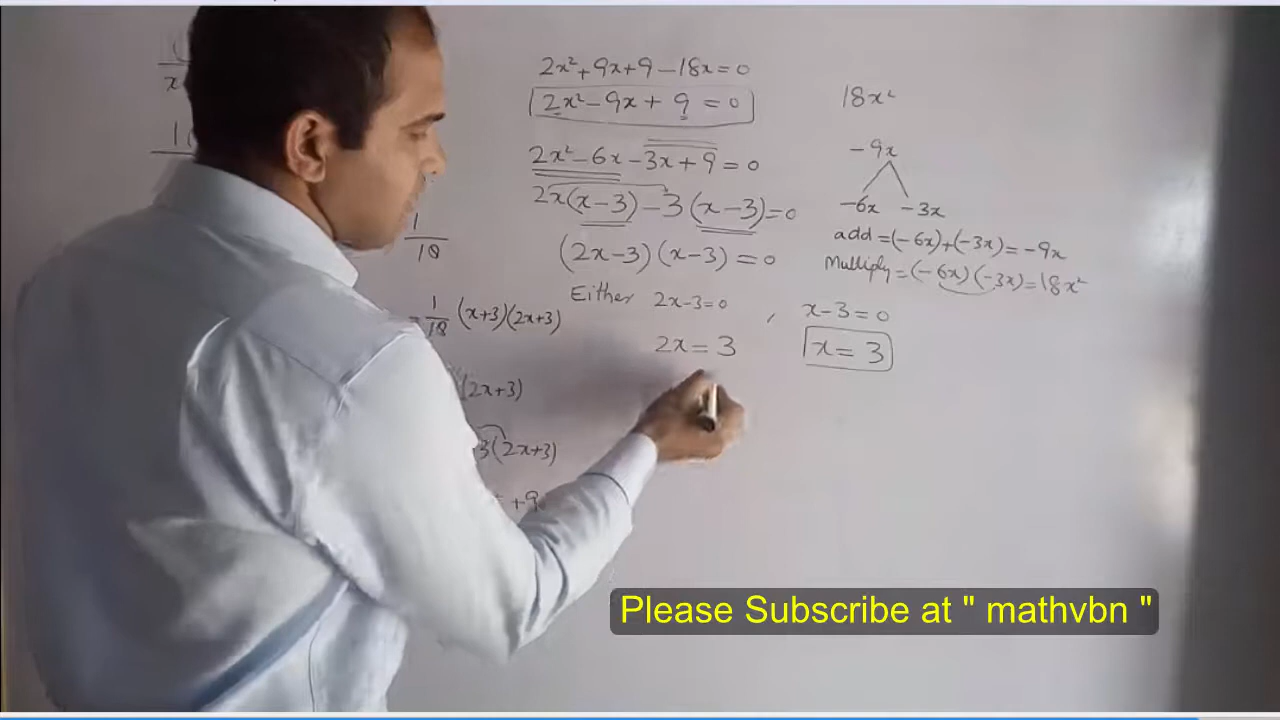 1
18
= 1/18 (x+3)(2x+3)
(2x+3)
3(2x+3)
+9
2x²+9x+9-18x=0
2x²-9x+9=0
2x²-6x-3x+9=0
2x(x-3)-3(x-3)=0
(2x-3)(x-3)=0
Either 2x-3=0 , x-3=0
2x=3
x=3
18x²
-9x
-6x -3x
add=(-6x)+(-3x)=-9x
Multiply=(-6x)(-3x)=18x²
Please Subscribe at " mathvbn "